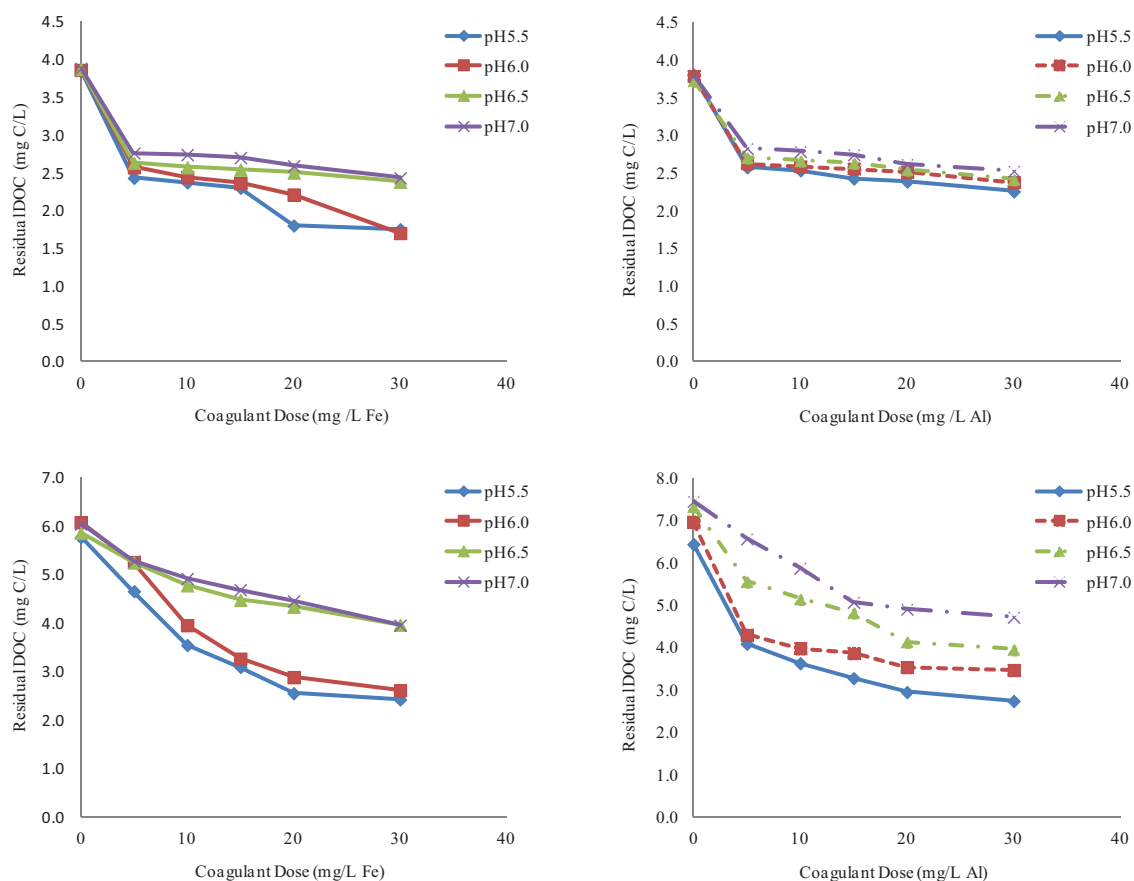 4.5
4.0
3.5
3.0
2.5
2.0
1.5
1.0
0.5
0.0
Residual DOC (mg C/L)
0 10 20 30 40
Coagulant Dose (mg /L Fe)
pH5.5
pH6.0
pH6.5
pH7.0
4.5
4.0
3.5
3.0
2.5
2.0
1.5
1.0
0.5
0.0
Residual DOC (mg C/L)
0 10 20 30 40
Coagulant Dose (mg /L Al)
pH5.5
pH6.0
pH6.5
pH7.0
7.0
6.0
5.0
4.0
3.0
2.0
1.0
0.0
Residual DOC (mg C/L)
0 10 20 30 40
Coagulant Dose (mg/L Fe)
pH5.5
pH6.0
pH6.5
pH7.0
8.0
7.0
6.0
5.0
4.0
3.0
2.0
1.0
0.0
Residual DOC (mg C/L)
0 10 20 30 40
Coagulant Dose (mg/L Al)
pH5.5
pH6.0
pH6.5
pH7.0